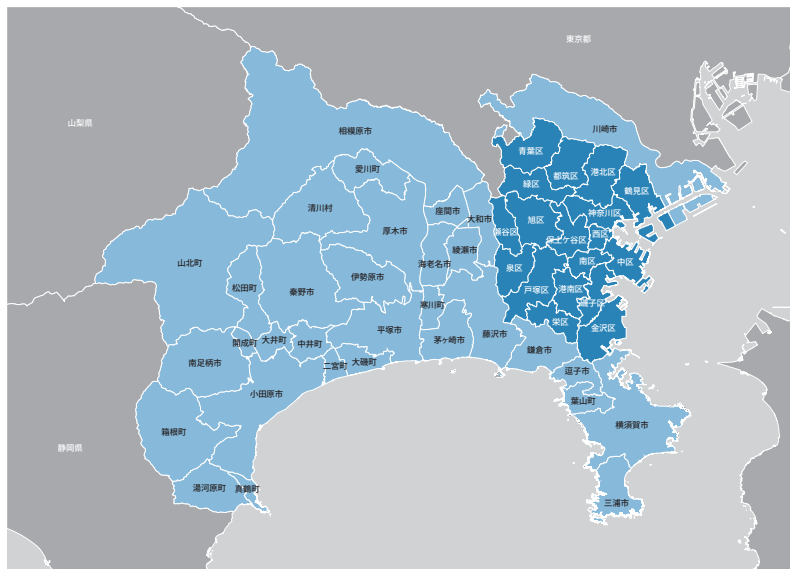 東京都
山梨県
相模原市
川崎市
青葉区
愛川町
都筑区
港北区
緑区
鶴見区
清川村
座間市
神奈川区
大和市
旭区
厚木市
瀬谷区
西区
保土ケ谷区
綾瀬市
南区
中区
山北町
海老名市
泉区
伊勢原市
松田町
秦野市
戸塚区
港南区
寒川町
磯子区
栄区
金沢区
平塚市
藤沢市
開成町
大井町
中井町
茅ヶ崎市
鎌倉市
南足柄市
二宮町
大磯町
逗子市
小田原市
葉山町
箱根町
横須賀市
静岡県
湯河原町
真鶴町
三浦市